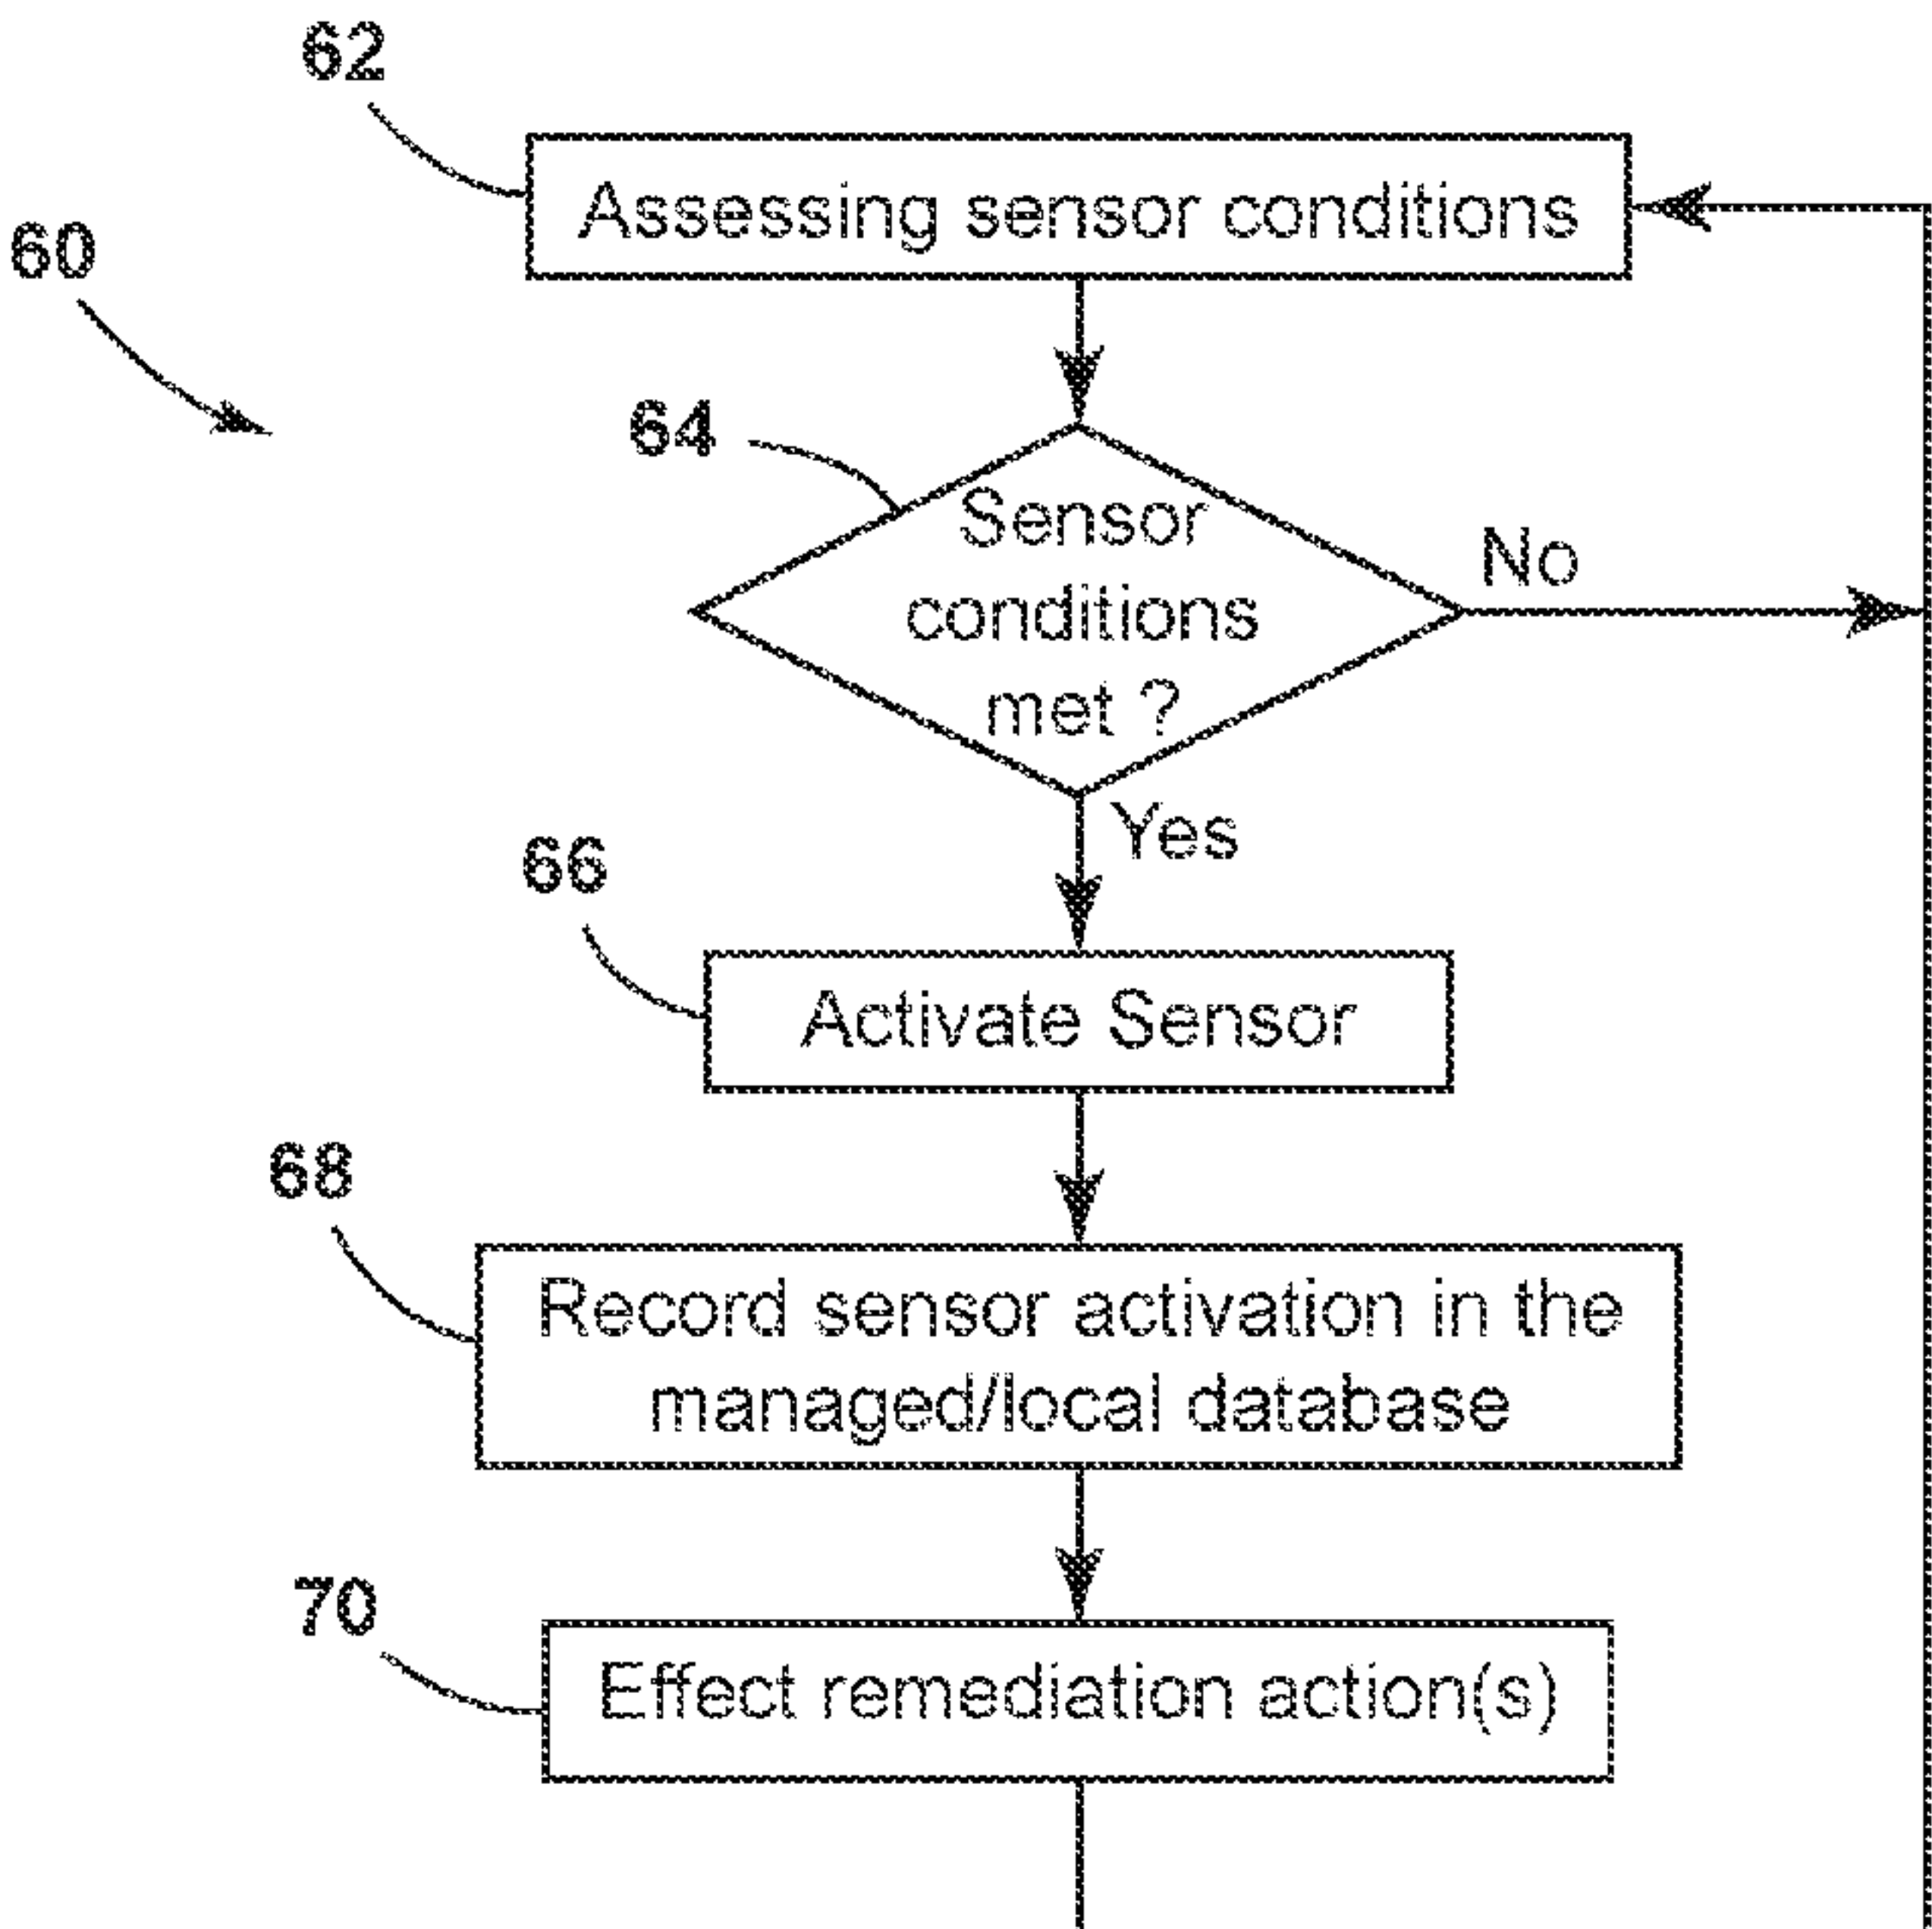 62
Assessing sensor conditions
60
64
Sensor
conditions
met ?
No
Yes
66
Activate Sensor
68
Record sensor activation in the
managed/local database
70
Effect remediation action(s)